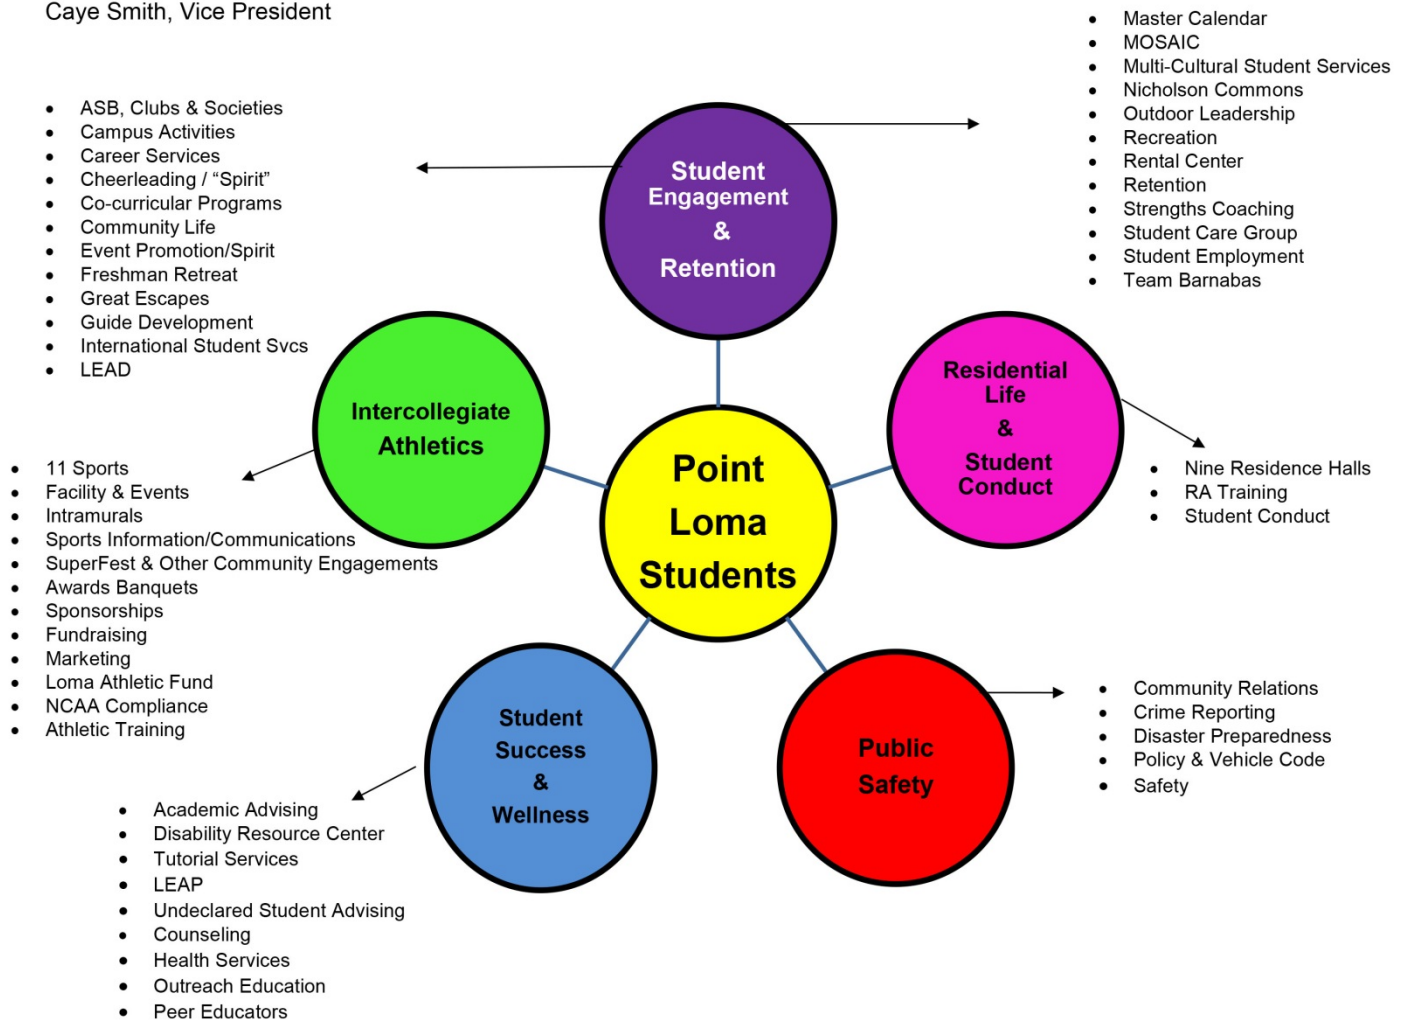 Caye Smith, Vice President
Master Calendar
MOSAIC
Multi-Cultural Student Services
Nicholson Commons
Outdoor Leadership
Recreation
Rental Center
Retention
Strengths Coaching
Student Care Group
Student Employment
Team Barnabas
ASB, Clubs & Societies
Campus Activities
Career Services
Cheerleading / “Spirit”
Co-curricular Programs
Community Life
Event Promotion/Spirit
Freshman Retreat
Great Escapes
Guide Development
International Student Svcs
LEAD
Student
Engagement
&
Retention
Intercollegiate
Athletics
Residential
Life
&
Student
Conduct
Point
Loma
Students
11 Sports
Facility & Events
Intramurals
Sports Information/Communications
SuperFest & Other Community Engagements
Awards Banquets
Sponsorships
Fundraising
Marketing
Loma Athletic Fund
NCAA Compliance
Athletic Training
Nine Residence Halls
RA Training
Student Conduct
Student
Success
&
Wellness
Public
Safety
Community Relations
Crime Reporting
Disaster Preparedness
Policy & Vehicle Code
Safety
Academic Advising
Disability Resource Center
Tutorial Services
LEAP
Undeclared Student Advising
Counseling
Health Services
Outreach Education
Peer Educators